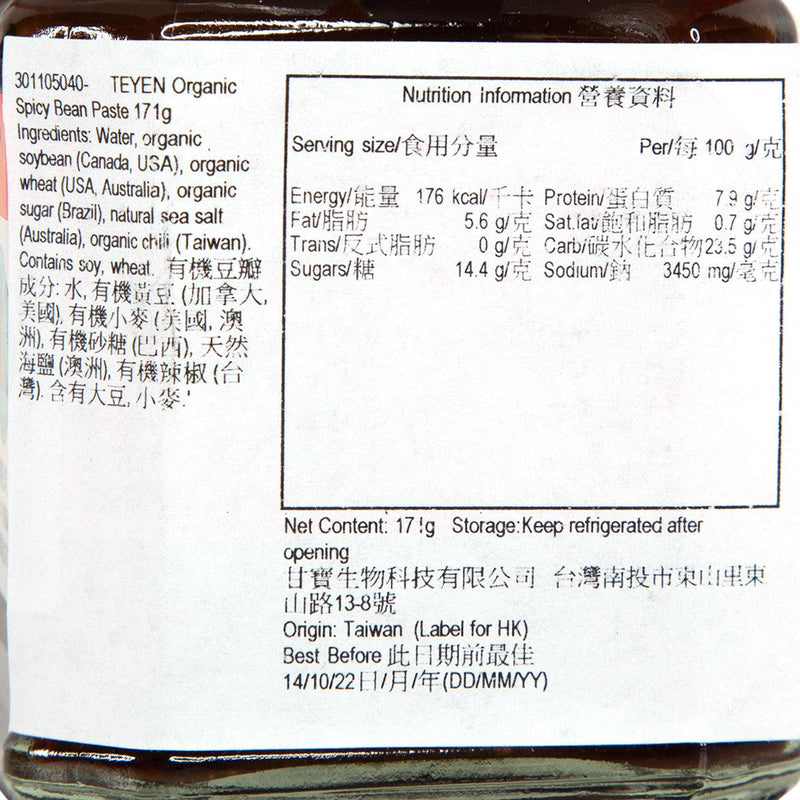 301105040- TEYEN Organic
Spicy Bean Paste 171g
Ingredients: Water, organic
soybean (Canada, USA), organic
wheat (USA, Australia), organic
sugar (Brazil), natural sea salt
(Australia), organic chili (Taiwan).
Contains soy, wheat. 有機豆瓣
成分: 水, 有機黃豆 (加拿大,
美國), 有機小麥 (美國, 澳
洲), 有機砂糖 (巴西), 天然
海鹽 (澳洲), 有機辣椒 (台
灣). 含有大豆, 小麥.
Nutrition Information 營養資料
Serving size/食用分量 Per/每 100 g/克
Energy/能量 176 kcal/千卡 Protein/蛋白質 7.9 g/克
Fat/脂肪 5.6 g/克 Sat.fat/飽和脂肪 0.7 g/克
Trans/反式脂肪 0 g/克 Carb/碳水化合物 23.5 g/克
Sugars/糖 14.4 g/克 Sodium/鈉 3450 mg/毫克
Net Content: 171g Storage:Keep refrigerated after
opening
甘寶生物科技有限公司 台灣南投市東山里東
山路13-8號
Origin: Taiwan (Label for HK)
Best Before 此日期前最佳
14/10/22日/月/年(DD/MM/YY)